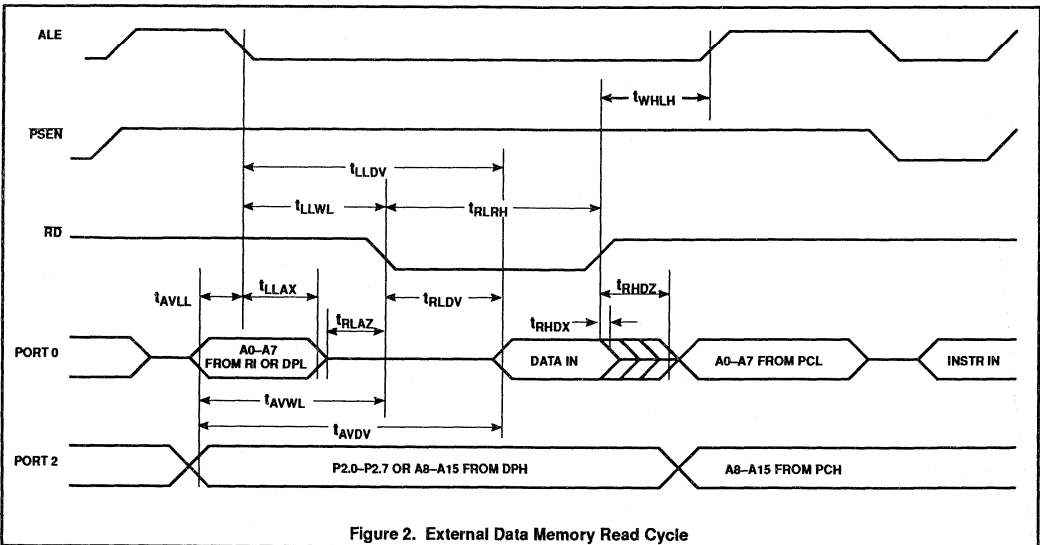 ALE
tWHLH
PSEN
tLLDV
tLLWL
tRLRH
RD
tAVLL
tLLAX
tRLDV
tRHDZ
tRLAZ
tRHDX
PORT 0
A0–A7
FROM RI OR DPL
DATA IN
A0–A7 FROM PCL
INSTR IN
tAVWL
tAVDV
PORT 2
P2.0–P2.7 OR A8–A15 FROM DPH
A8–A15 FROM PCH
Figure 2. External Data Memory Read Cycle